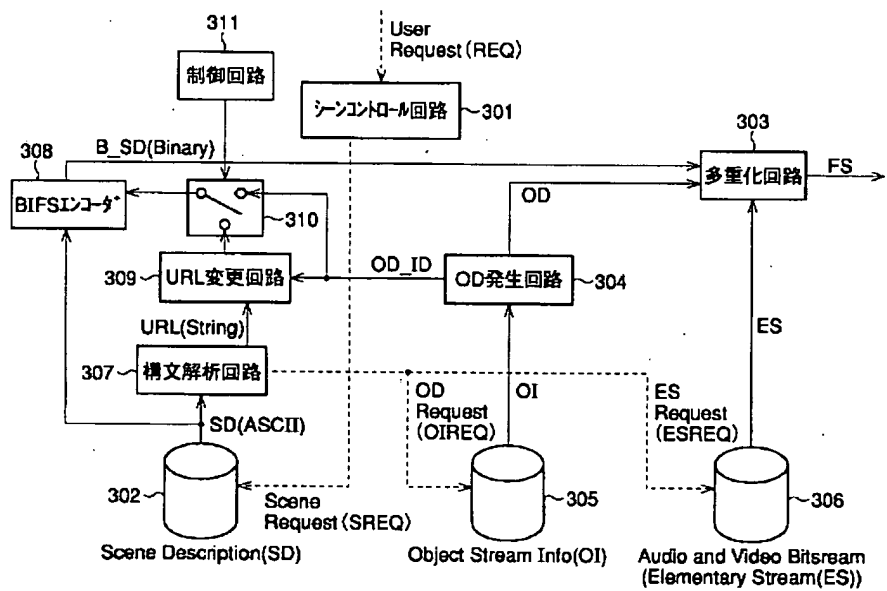 311
制御回路
User
Request(REQ)
シーンコントロール回路
301
308
B_SD(Binary)
303
多重化回路
FS
BIFSエンコーダ
310
OD
309
URL変更回路
OD_ID
OD発生回路
304
URL(String)
ES
307
構文解析回路
OD
Request
(OIREQ)
OI
ES
Request
(ESREQ)
SD(ASCII)
302
Scene
Request(SREQ)
305
306
Scene Description(SD)
Object Stream Info(OI)
Audio and Video Bitsream
(Elementary Stream(ES))